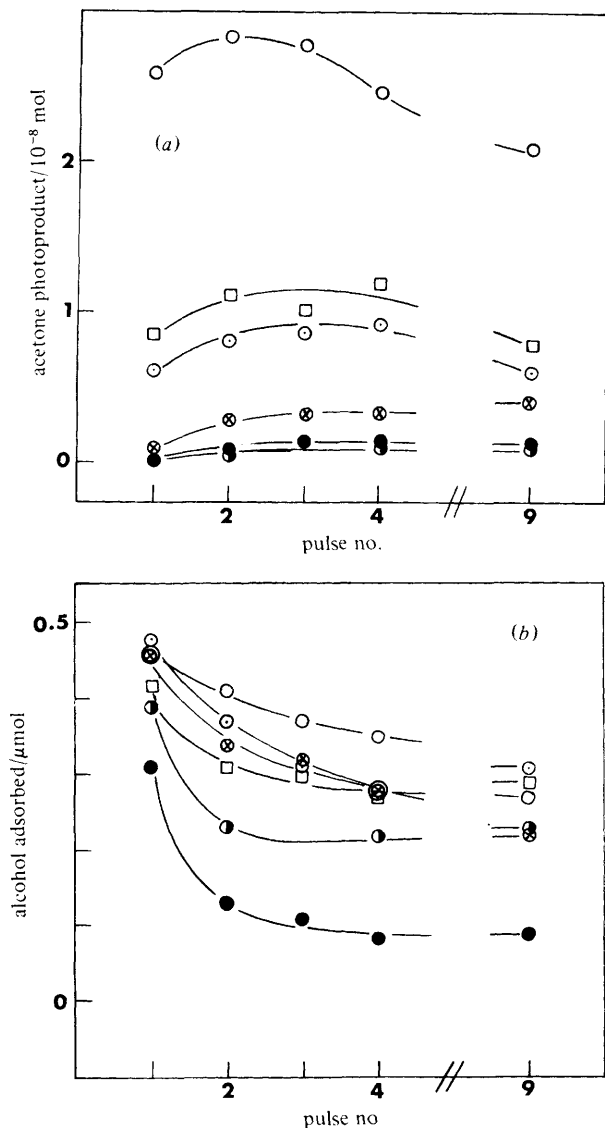 acetone photoproduct/10⁻⁸ mol
(a)
2
1
0
2
4
9
pulse no.
alcohol adsorbed/μmol
(b)
0.5
0
2
4
9
pulse no